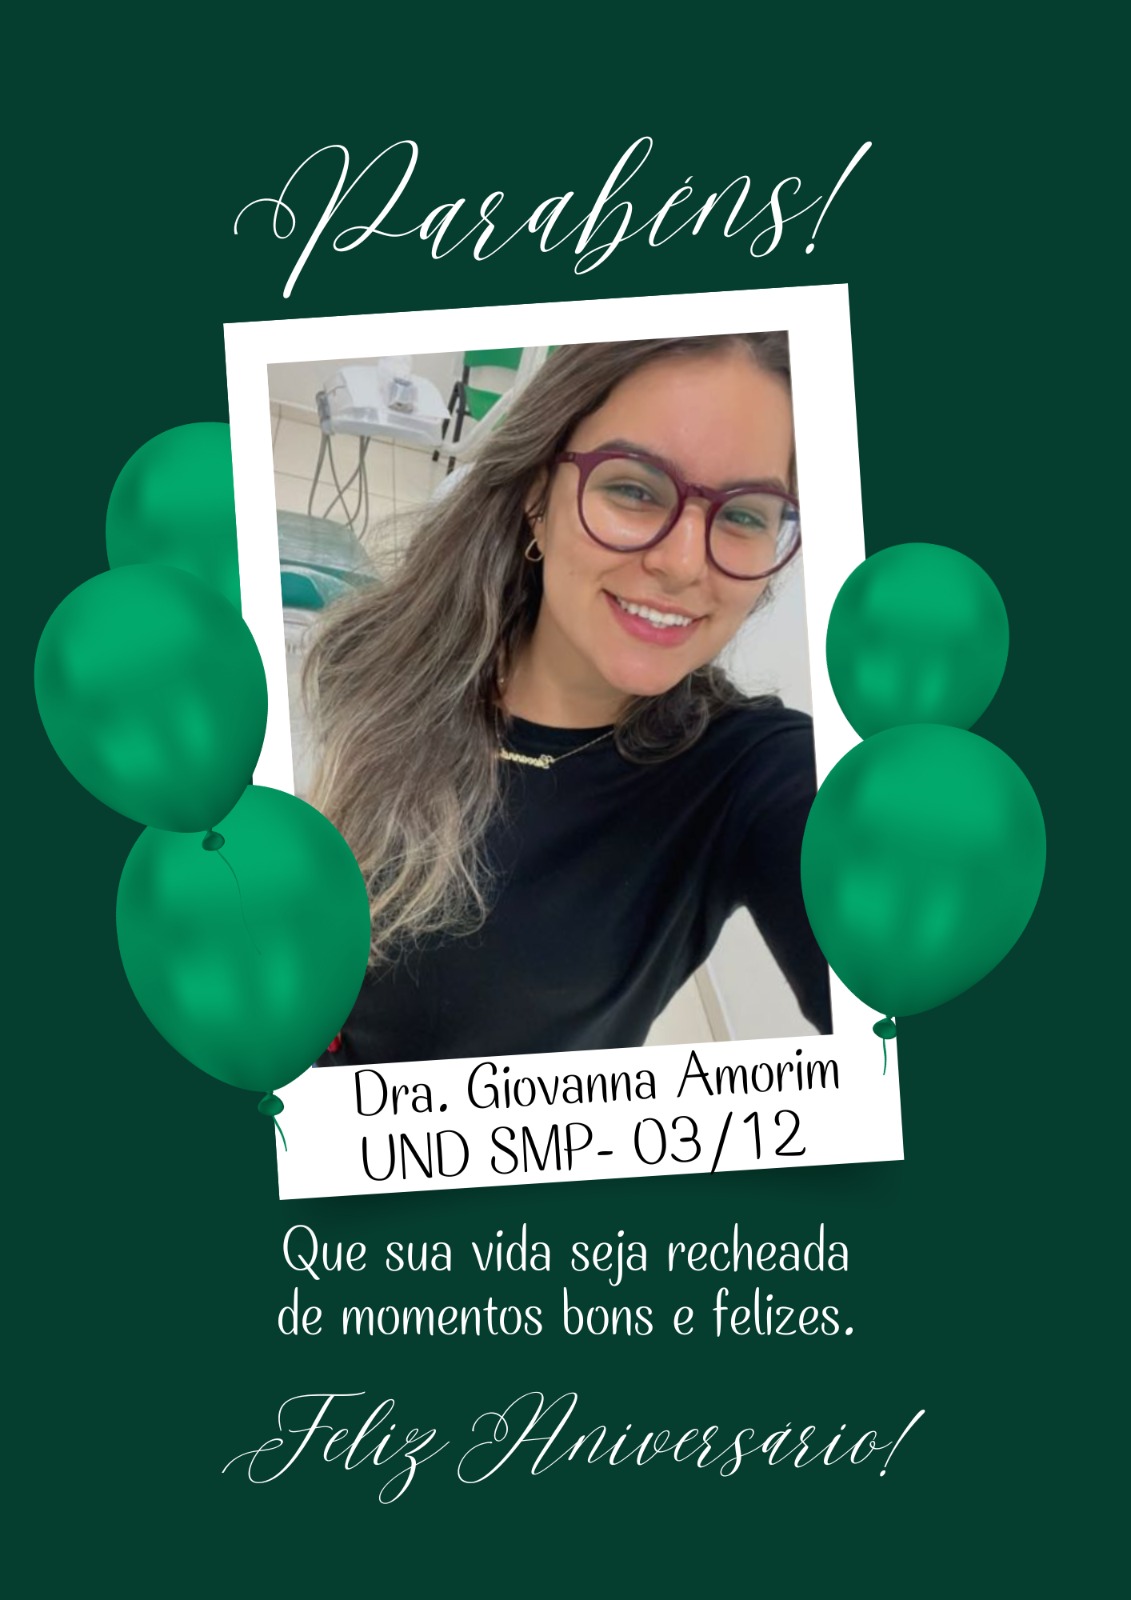 Parabéns!
Dra. Giovanna Amorim
UND SMP- 03/12
Que sua vida seja recheada
de momentos bons e felizes.
Feliz Aniversário!